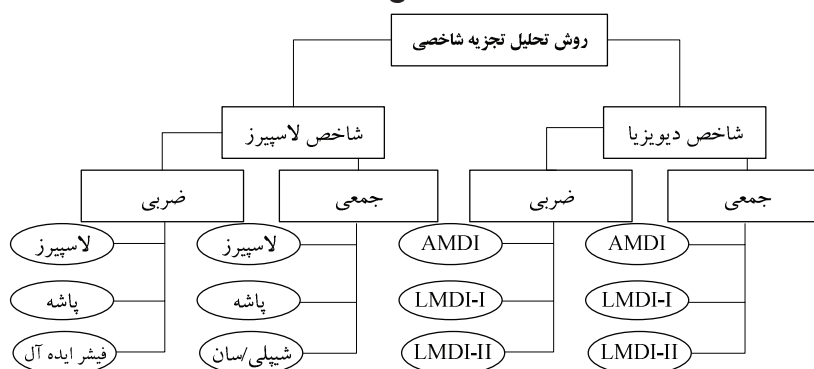 روش تحلیل تجزیه شاخصی
شاخص دیویزیا
شاخص لاسپیرز
جمعی
ضربی
جمعی
ضربی
AMDI
AMDI
لاسپیرز
لاسپیرز
LMDI-I
LMDI-I
پاشه
پاشه
LMDI-II
LMDI-II
شیپلی/سان
فیشر ایده آل